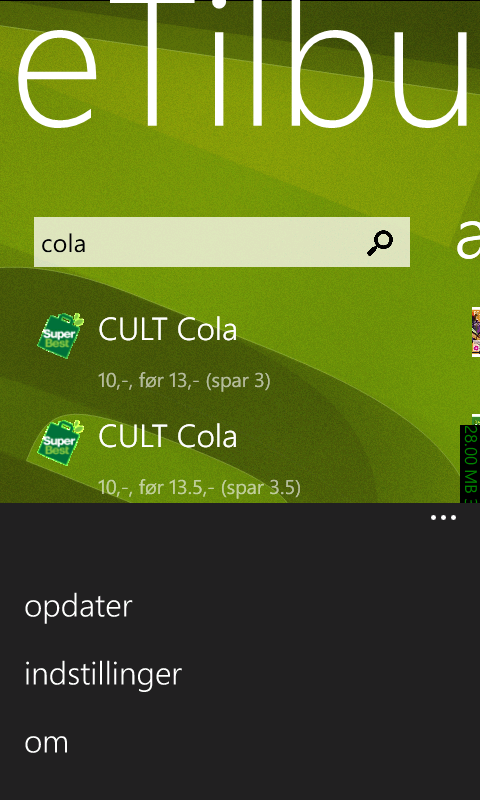 eTilbu
a
cola
CULT Cola
Super
Best
10,-, før 13,- (spar 3)
CULT Cola
Super
Best
10,-, før 13.5,- (spar 3.5)
28.00 MB
opdater
indstillinger
om